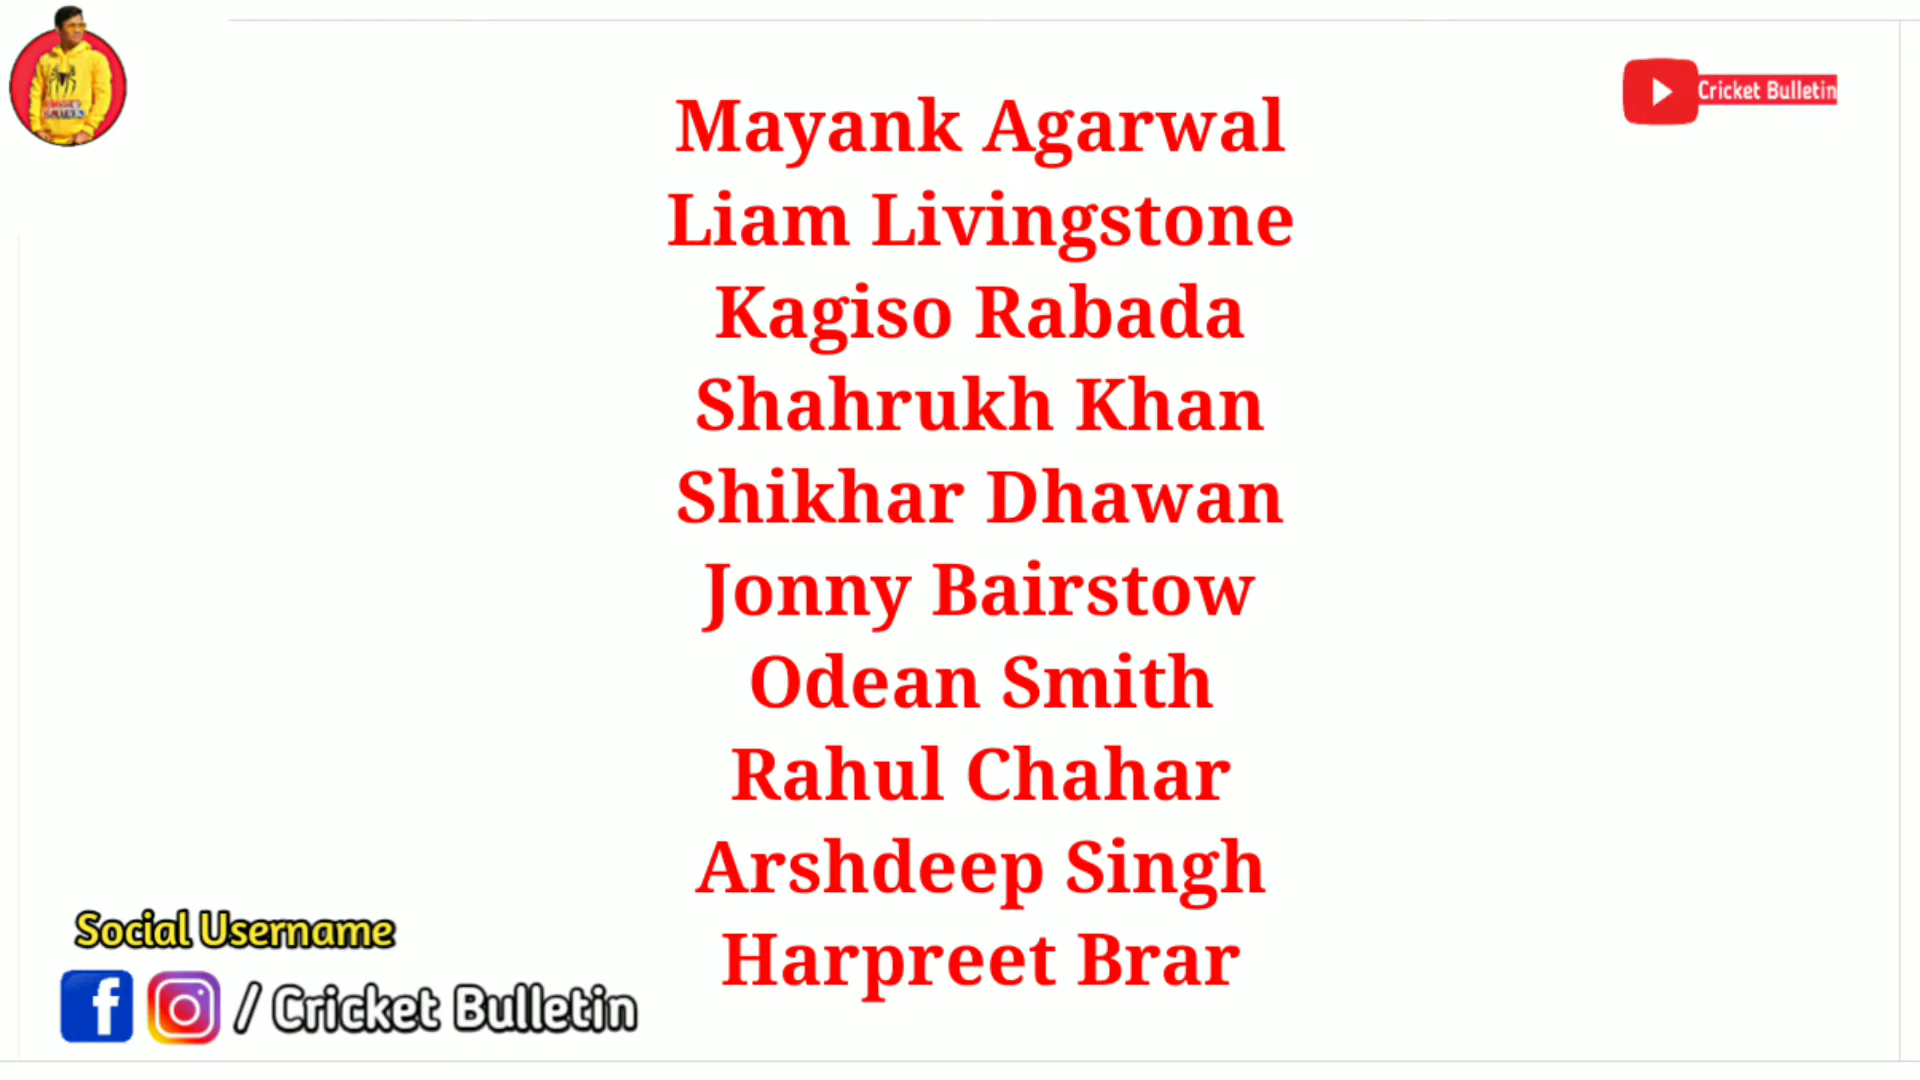 Cricket Bulletin
Mayank Agarwal
Liam Livingstone
Kagiso Rabada
Shahrukh Khan
Shikhar Dhawan
Jonny Bairstow
Odean Smith
Rahul Chahar
Arshdeep Singh
Harpreet Brar
Social Username
/ Cricket Bulletin